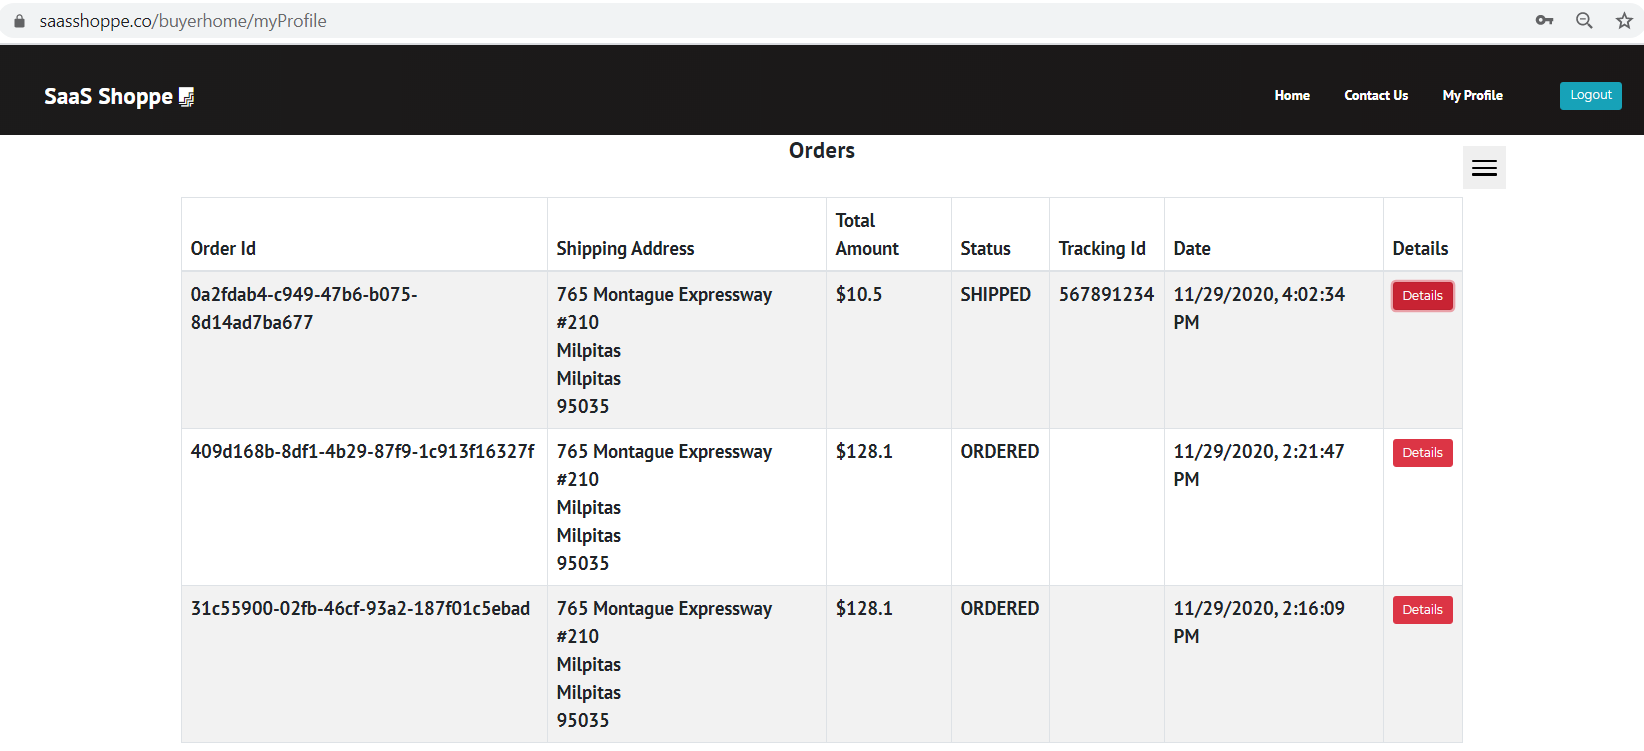 saasshoppe.co/buyerhome/myProfile
SaaS Shoppe
Home
Contact Us
My Profile
Logout
Orders
Order Id
Shipping Address
Total
Amount
Status
Tracking Id
Date
Details
0a2fdab4-c949-47b6-b075-
8d14ad7ba677
765 Montague Expressway
#210
Milpitas
Milpitas
95035
$10.5
SHIPPED
567891234
11/29/2020, 4:02:34
PM
Details
409d168b-8df1-4b29-87f9-1c913f16327f
765 Montague Expressway
#210
Milpitas
Milpitas
95035
$128.1
ORDERED
11/29/2020, 2:21:47
PM
Details
31c55900-02fb-46cf-93a2-187f01c5ebad
765 Montague Expressway
#210
Milpitas
Milpitas
95035
$128.1
ORDERED
11/29/2020, 2:16:09
PM
Details